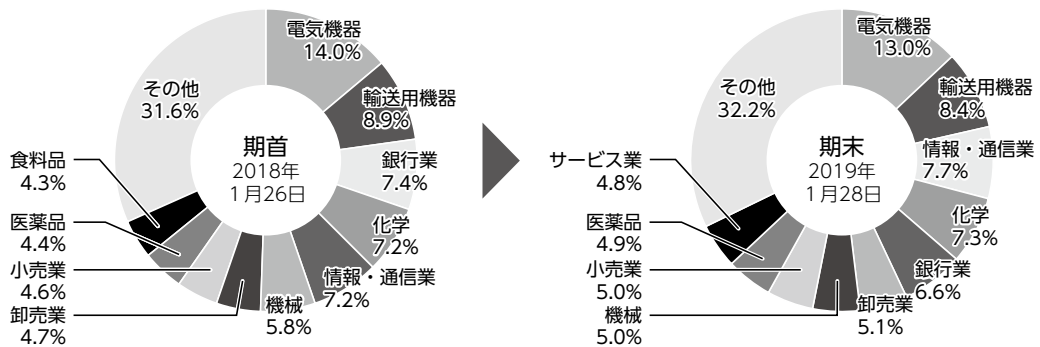 電気機器
14.0%
輸送用機器
8.9%
銀行業
7.4%
化学
7.2%
情報・通信業
7.2%
機械
5.8%
卸売業
4.7%
小売業
4.6%
医薬品
4.4%
食料品
4.3%
その他
31.6%
期首
2018年
1月26日
電気機器
13.0%
輸送用機器
8.4%
情報・通信業
7.7%
化学
7.3%
銀行業
6.6%
卸売業
5.1%
機械
5.0%
小売業
5.0%
医薬品
4.9%
サービス業
4.8%
その他
32.2%
期末
2019年
1月28日